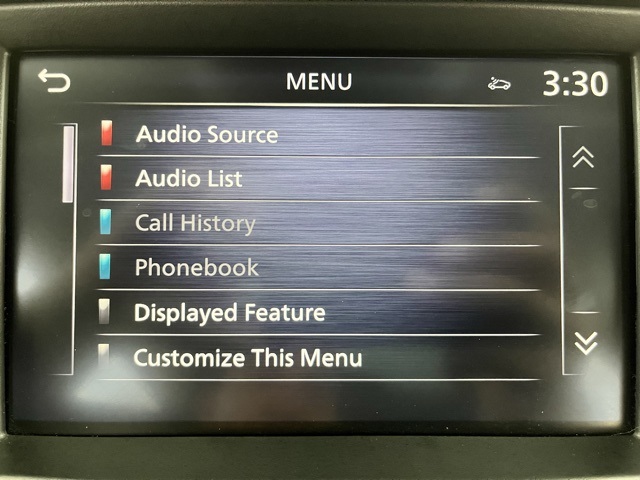 MENU
3:30
Audio Source
Audio List
Call History
Phonebook
Displayed Feature
Customize This Menu